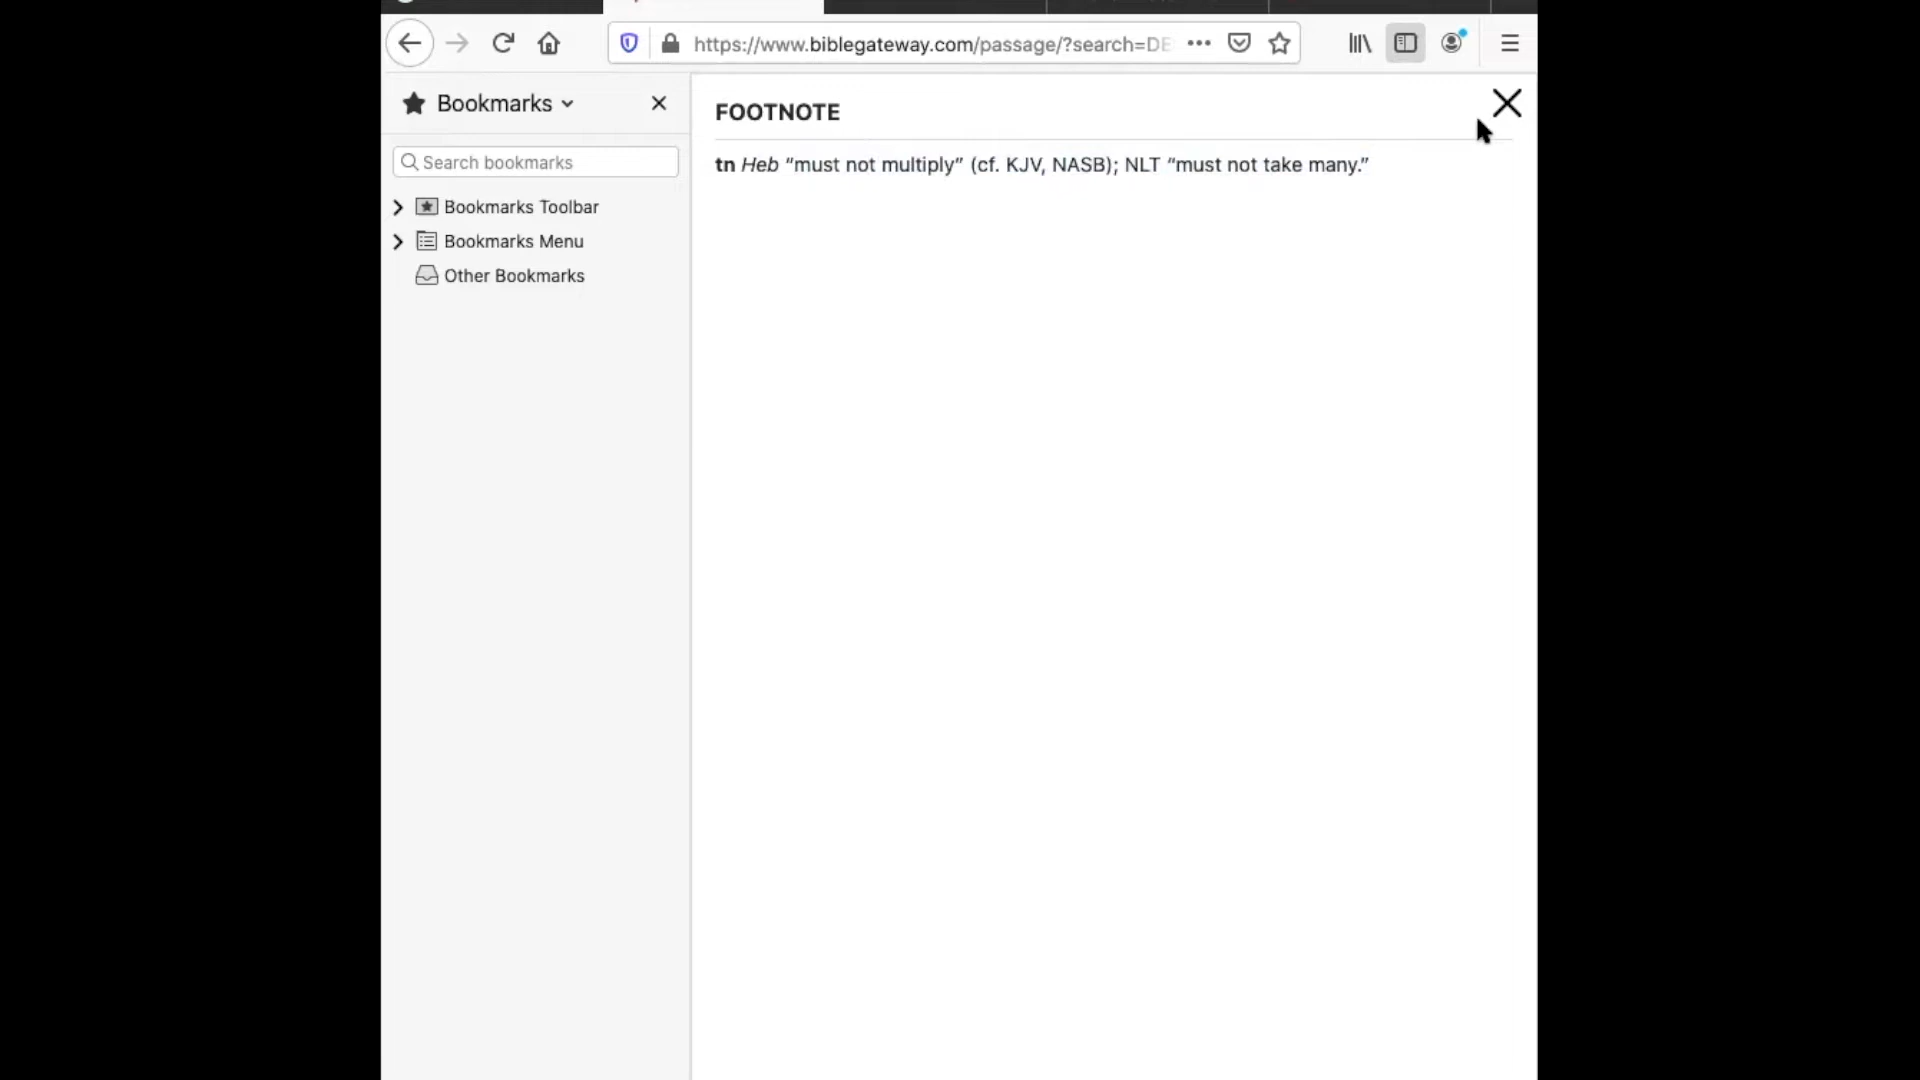 https://www.biblegateway.com/passage/?search=DE
Bookmarks
Search bookmarks
Bookmarks Toolbar
Bookmarks Menu
Other Bookmarks
FOOTNOTE
tn Heb “must not multiply” (cf. KJV, NASB); NLT “must not take many.”